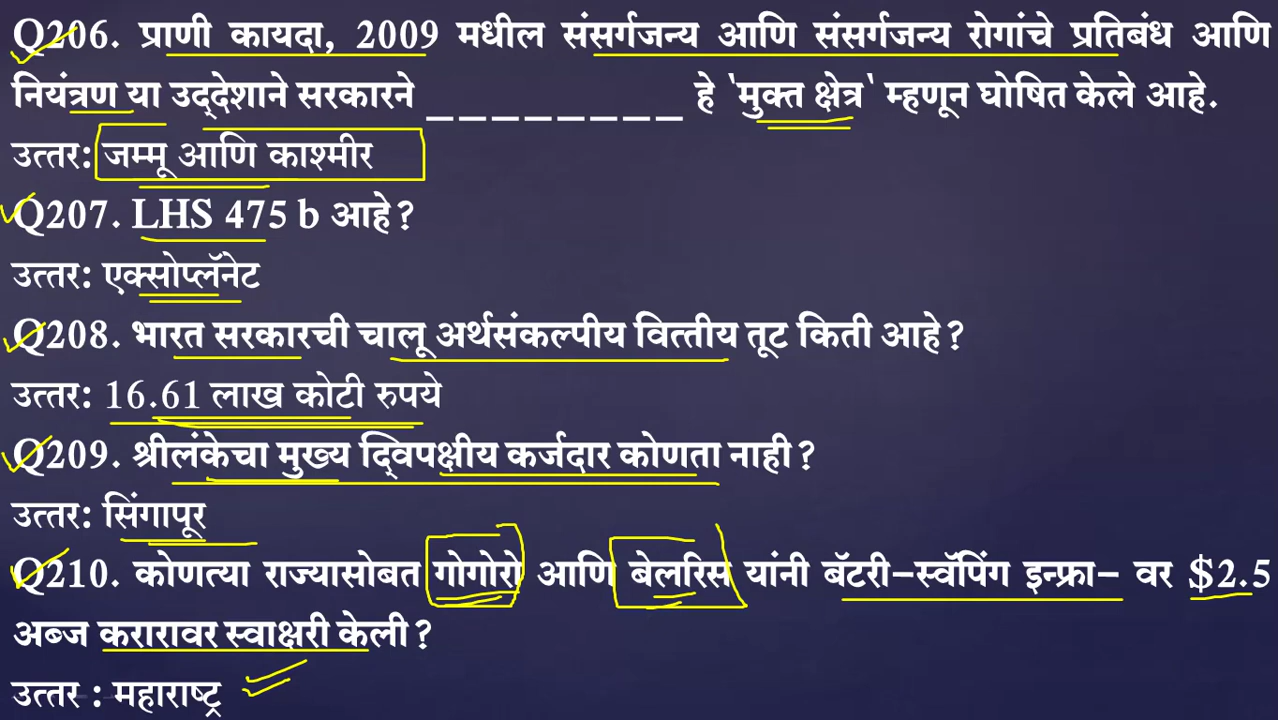 Q206. प्राणी कायदा, 2009 मधील संसर्गजन्य आणि संसर्गजन्य रोगांचे प्रतिबंध आणि
नियंत्रण या उद्देशाने सरकारने ________ हे 'मुक्त क्षेत्र' म्हणून घोषित केले आहे.
उत्तर: जम्मू आणि काश्मीर
Q207. LHS 475 b आहे?
उत्तर: एक्सोप्लॅनेट
Q208. भारत सरकारची चालू अर्थसंकल्पीय वित्तीय तूट किती आहे?
उत्तर: 16.61 लाख कोटी रुपये
Q209. श्रीलंकेचा मुख्य द्विपक्षीय कर्जदार कोणता नाही?
उत्तर: सिंगापूर
Q210. कोणत्या राज्यासोबत गोगोरो आणि बेलरिस यांनी बॅटरी-स्वॅपिंग इन्फ्रा- वर $2.5
अब्ज करारावर स्वाक्षरी केली?
उत्तर : महाराष्ट्र